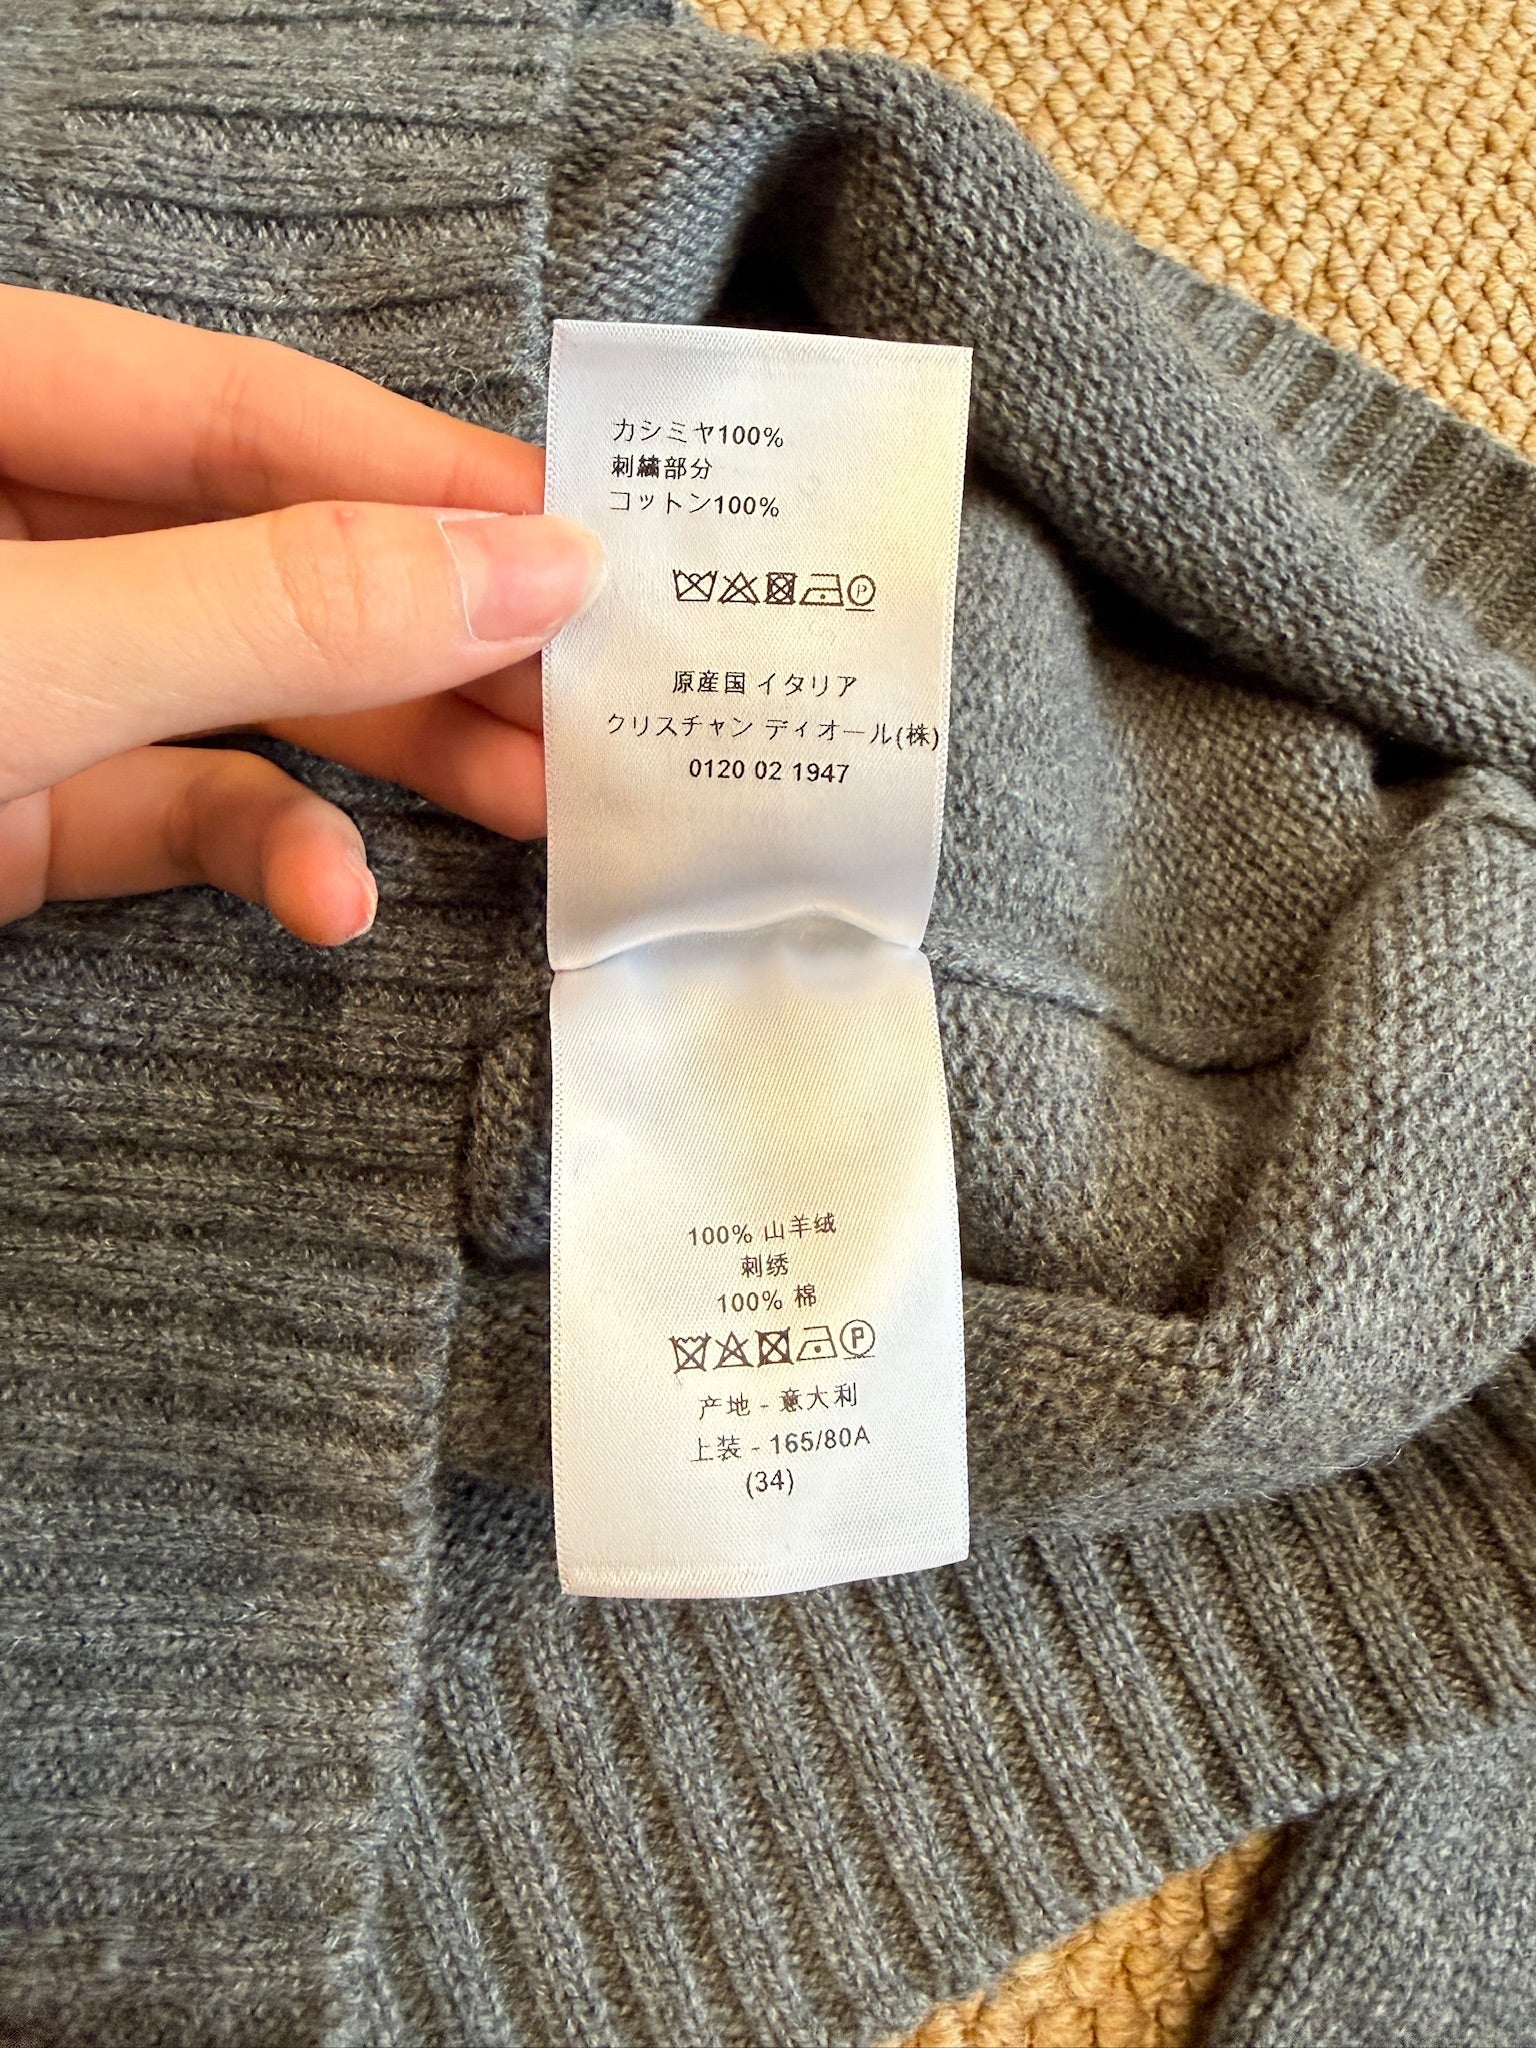 カシミヤ100%
刺繍部分
コットン100%
P
原産国 イタリア
クリスチャン ディオール(株)
0120 02 1947
100% 山羊绒
刺绣
100% 棉
P
产地 - 意大利
上装 - 165/80A
(34)